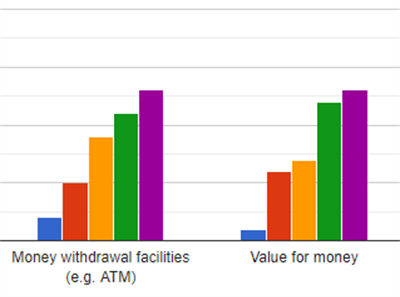 Money withdrawal facilities
(e.g. ATM)
Value for money